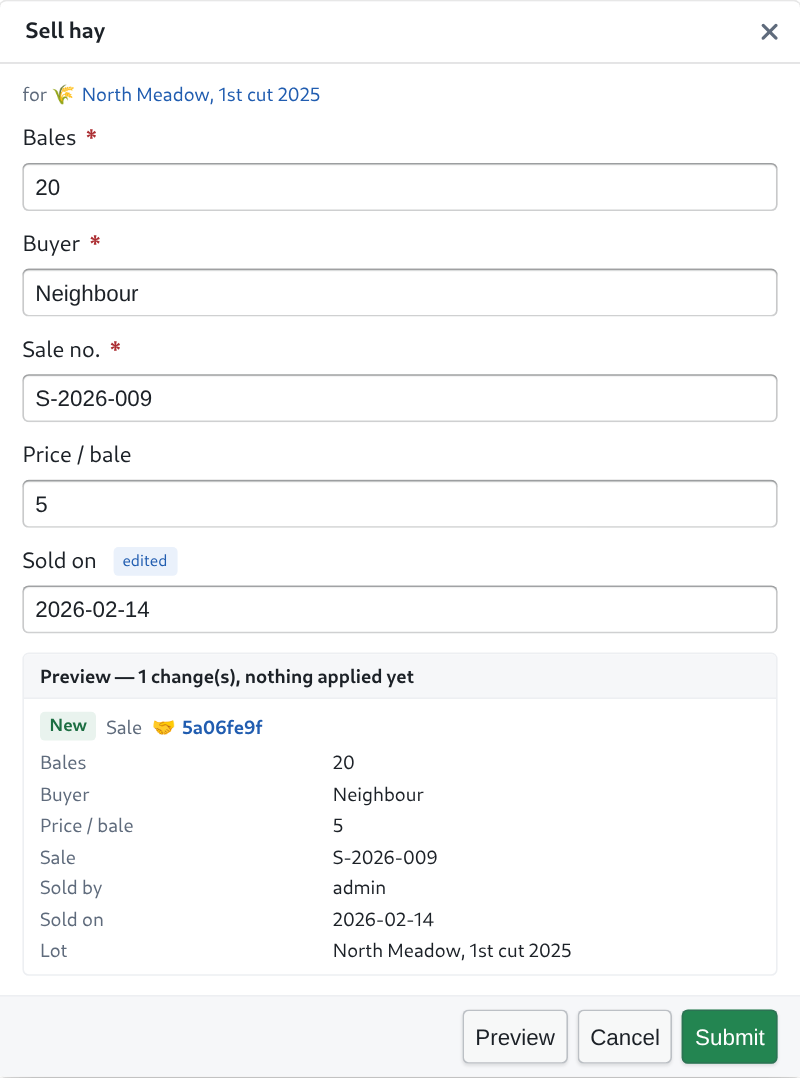 Sell hay
for 🌾 North Meadow, 1st cut 2025
Bales *
20
Buyer *
Neighbour
Sale no. *
S-2026-009
Price / bale
5
Sold on edited
2026-02-14
Preview — 1 change(s), nothing applied yet
New Sale 🤝 5a06fe9f
Bales 20
Buyer Neighbour
Price / bale 5
Sale S-2026-009
Sold by admin
Sold on 2026-02-14
Lot North Meadow, 1st cut 2025
Preview Cancel Submit